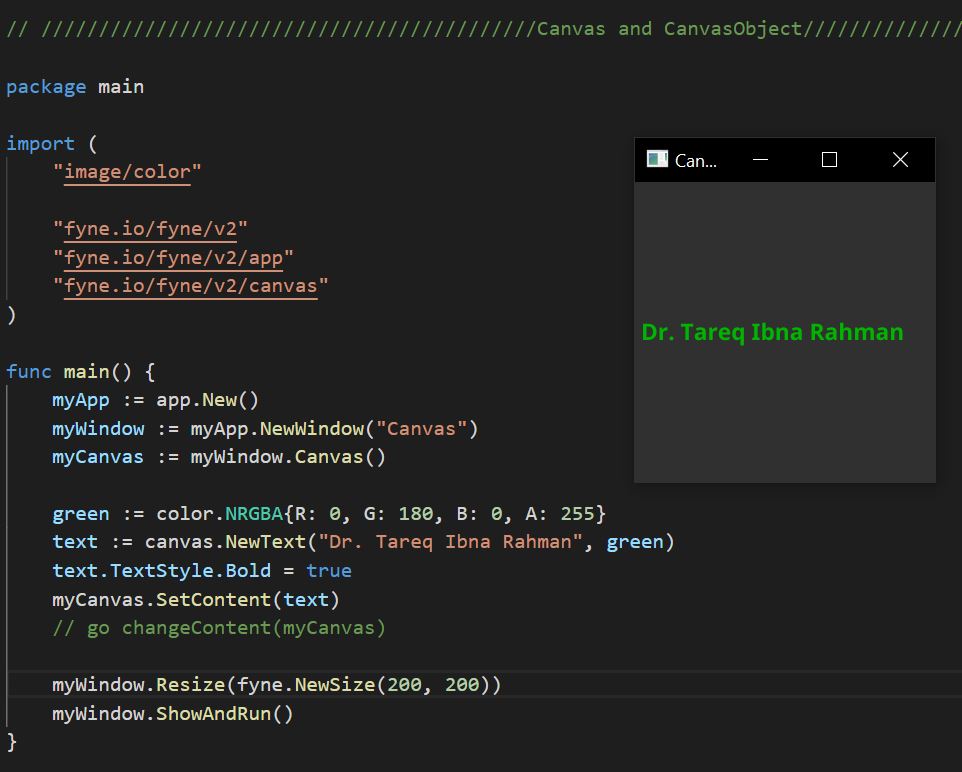 // ///////////////////////////////////////////Canvas and CanvasObject//////////////
package main
import (
    "image/color"
    "fyne.io/fyne/v2"
    "fyne.io/fyne/v2/app"
    "fyne.io/fyne/v2/canvas"
)
func main() {
    myApp := app.New()
    myWindow := myApp.NewWindow("Canvas")
    myCanvas := myWindow.Canvas()
    green := color.NRGBA{R: 0, G: 180, B: 0, A: 255}
    text := canvas.NewText("Dr. Tareq Ibna Rahman", green)
    text.TextStyle.Bold = true
    myCanvas.SetContent(text)
    // go changeContent(myCanvas)
    myWindow.Resize(fyne.NewSize(200, 200))
    myWindow.ShowAndRun()
}
Can...
Dr. Tareq Ibna Rahman